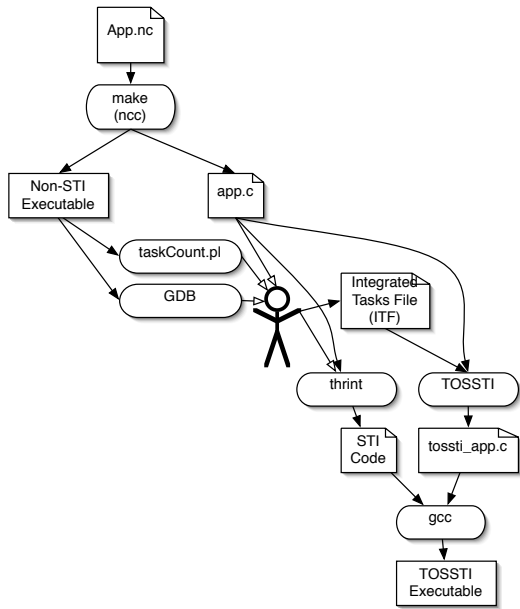 App.nc
make
(ncc)
Non-STI
Executable
app.c
taskCount.pl
GDB
Integrated
Tasks File
(ITF)
thrint
TOSSTI
STI
Code
tossti_app.c
gcc
TOSSTI
Executable